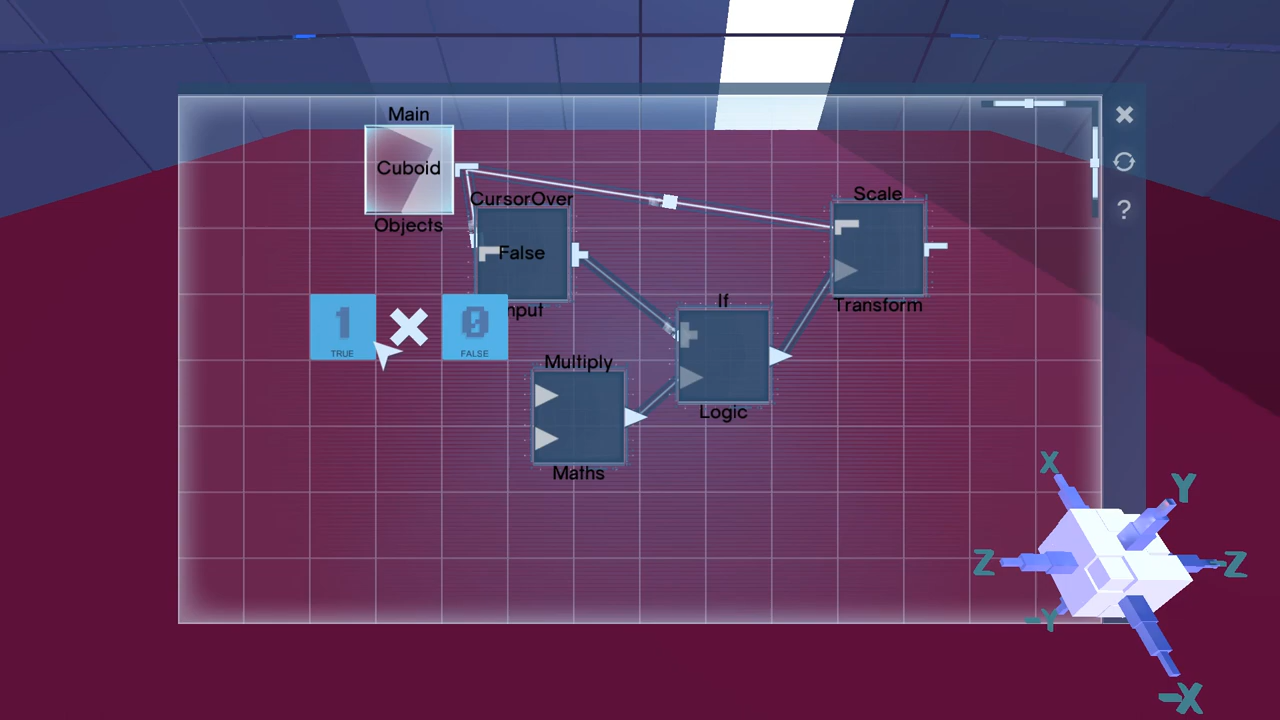 Main
Cuboid
Objects
CursorOver
False
nput
1
TRUE
0
FALSE
Multiply
Maths
If
Logic
Scale
Transform
?
X
Y
Z
Z
-Y
-X